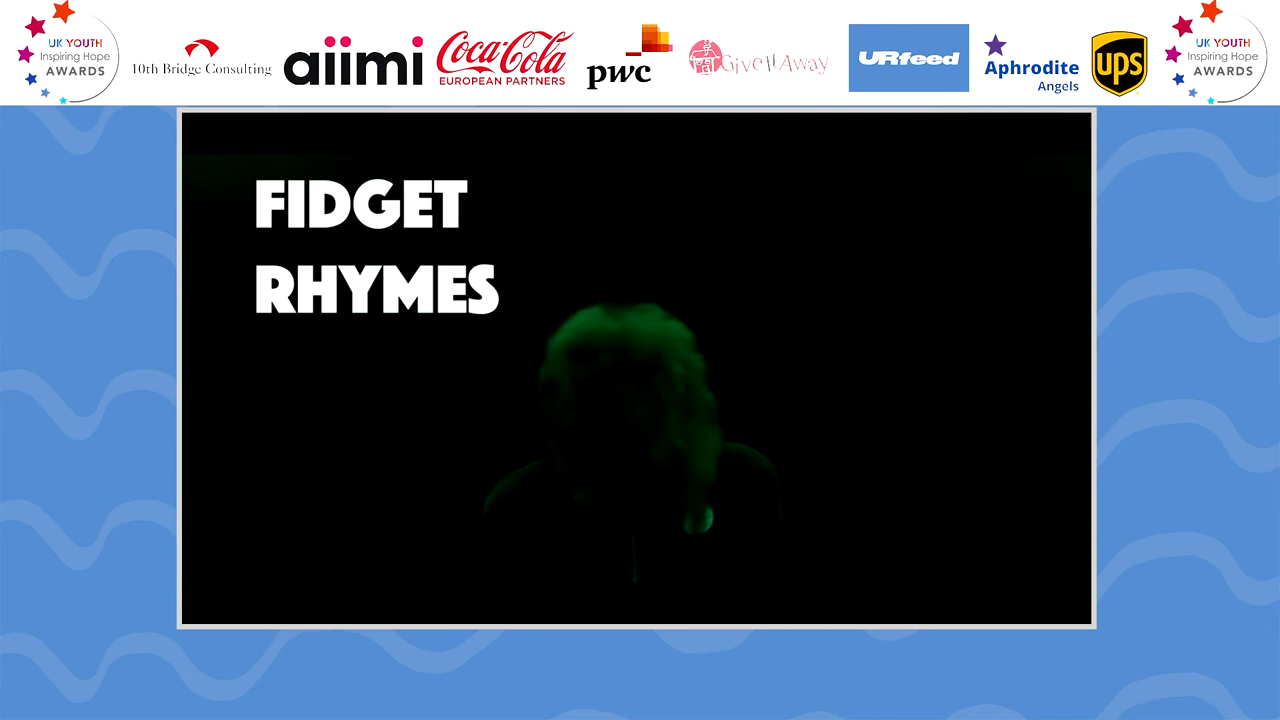 UK YOUTH
Inspiring Hope
AWARDS
10th Bridge Consulting
aiimi
Coca-Cola
EUROPEAN PARTNERS
pwc
Give it Away
URfeed
Aphrodite
Angels
ups
UK YOUTH
Inspiring Hope
AWARDS
FIDGET
RHYMES